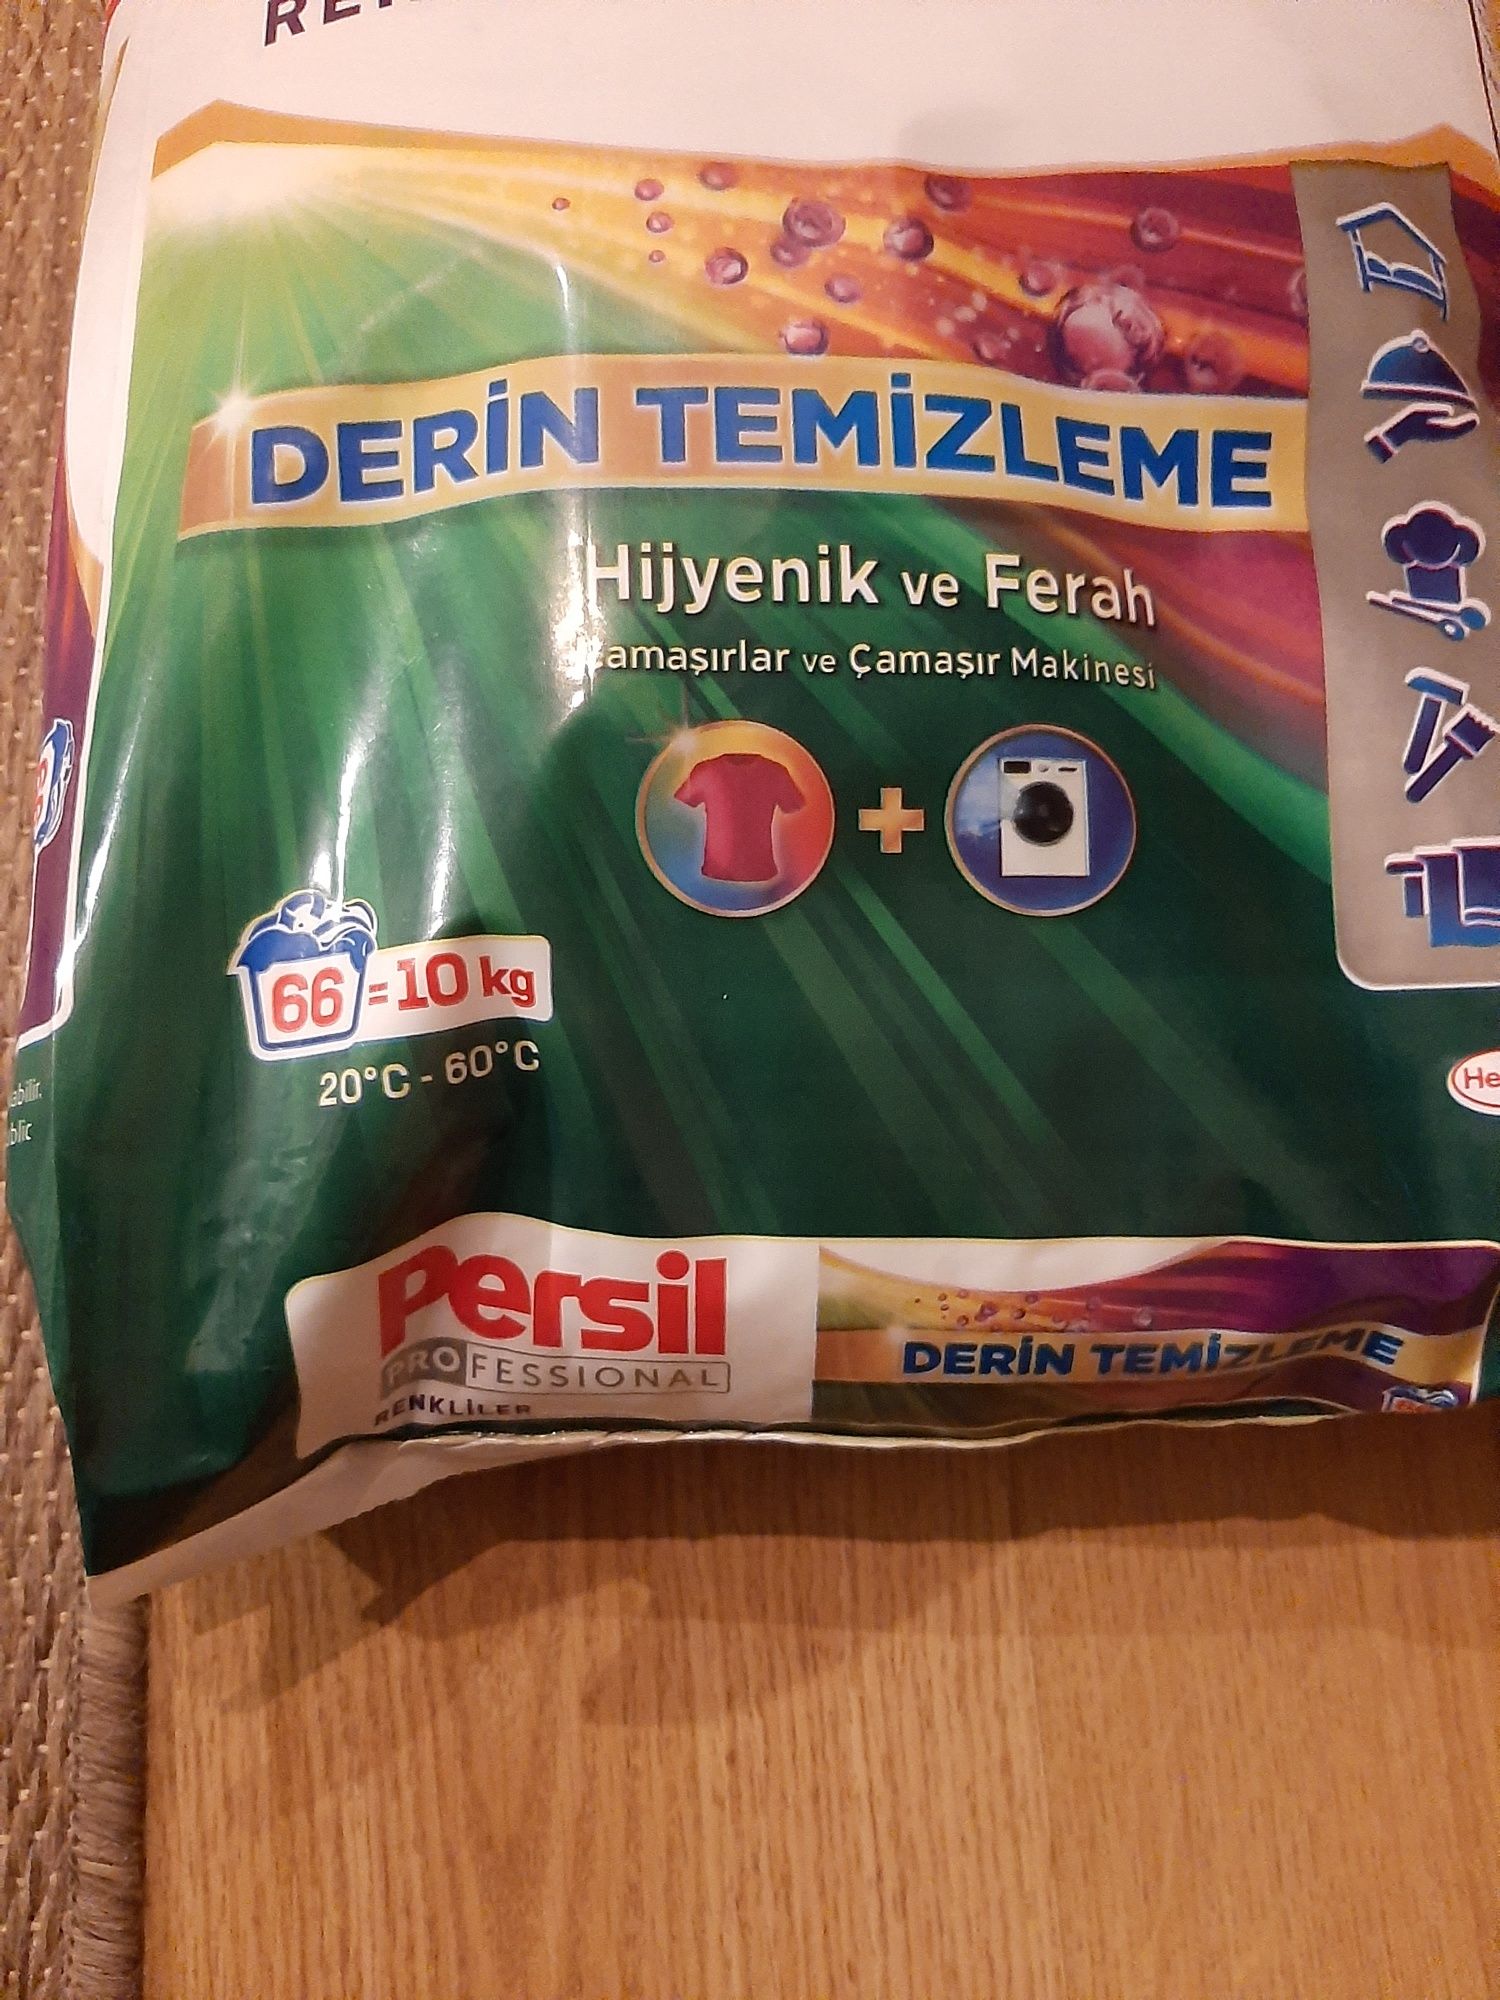 DERİN TEMİZLEME
Hijyenik ve Ferah
Çamaşırlar ve Çamaşır Makinesi
66 = 10 kg
20°C - 60°C
Persil
PROFESSIONAL
RENKLİLER
DERİN TEMİZLEME